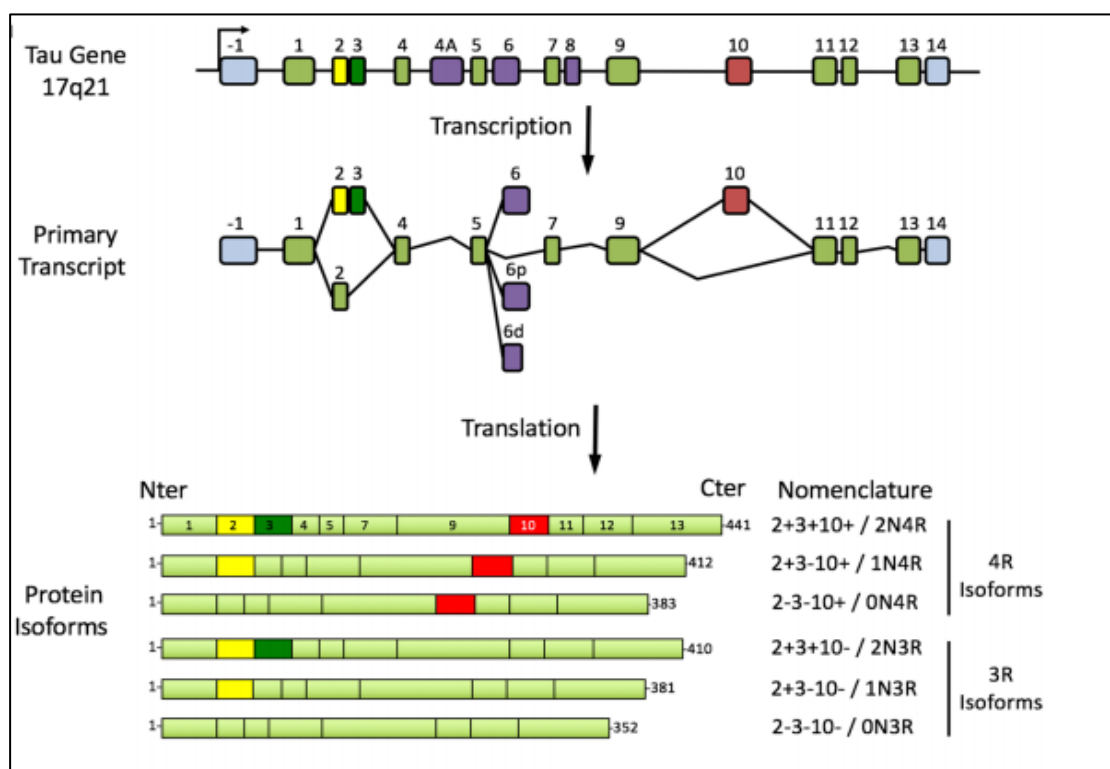 -1 1 2 3 4 4A 5 6 7 8 9 10 11 12 13 14
Tau Gene
17q21
Transcription
2 3 6 10
-1 1 4 5 7 9 11 12 13 14
Primary
Transcript
2 6p
6d
Translation
Nter Cter Nomenclature
1- 1 2 3 4 5 7 9 10 11 12 13 -441 2+3+10+ / 2N4R
1- -412 2+3-10+ / 1N4R
4R
Isoforms
1- -383 2-3-10+ / 0N4R
Protein
Isoforms
1- -410 2+3+10- / 2N3R
1- -381 2+3-10- / 1N3R
3R
Isoforms
1- -352 2-3-10- / 0N3R